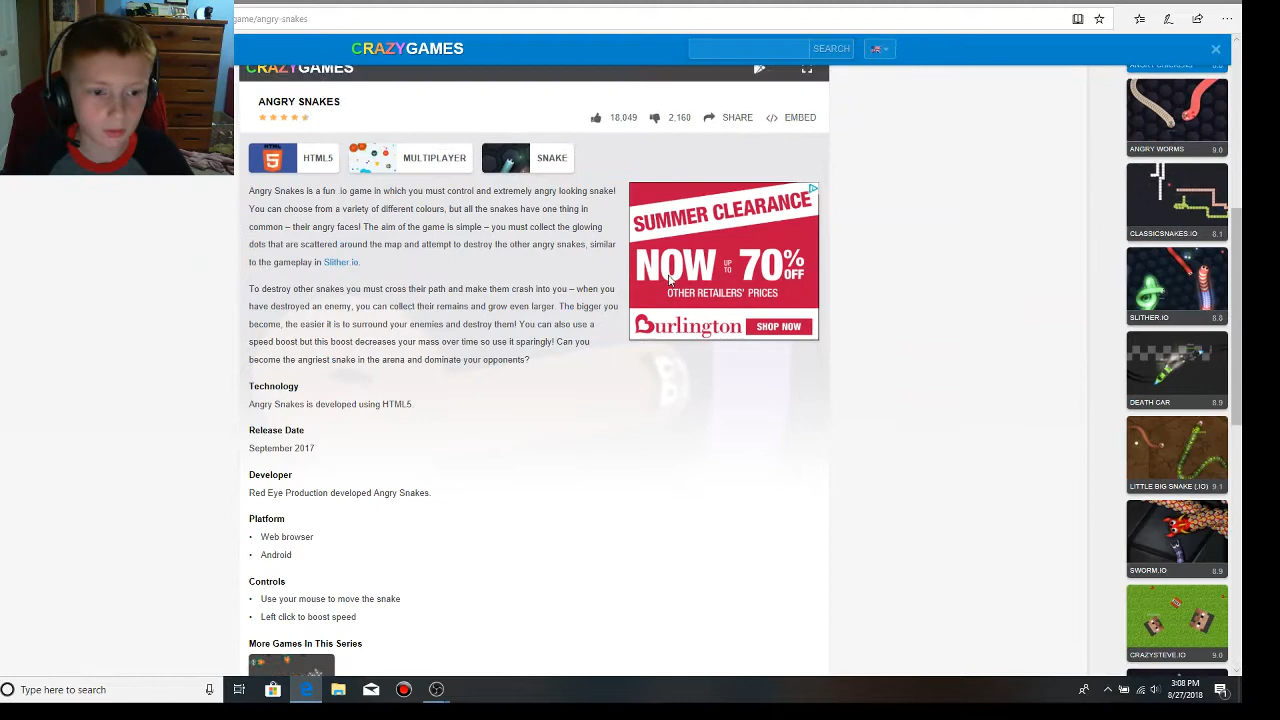 game/angry-snakes
CRAZYGAMES
SEARCH
CRAZYGAMES
ANGRY SNAKES
18,049
2,160
SHARE
</> EMBED
HTML5
MULTIPLAYER
SNAKE
Angry Snakes is a fun .io game in which you must control and extremely angry looking snake!
You can choose from a variety of different colours, but all the snakes have one thing in
common – their angry faces! The aim of the game is simple – you must collect the glowing
dots that are scattered around the map and attempt to destroy the other angry snakes, similar
to the gameplay in Slither.io.
To destroy other snakes you must cross their path and make them crash into you – when you
have destroyed an enemy, you can collect their remains and grow even larger. The bigger you
become, the easier it is to surround your enemies and destroy them! You can also use a
speed boost but this boost decreases your mass over time so use it sparingly! Can you
become the angriest snake in the arena and dominate your opponents?
SUMMER CLEARANCE
NOW UP TO 70% OFF
OTHER RETAILERS' PRICES
Burlington
SHOP NOW
Technology
Angry Snakes is developed using HTML5.
Release Date
September 2017
Developer
Red Eye Production developed Angry Snakes.
Platform
• Web browser
• Android
Controls
• Use your mouse to move the snake
• Left click to boost speed
More Games In This Series
ANGRY WORMS 9.0
CLASSICSNAKES.IO 8.1
SLITHER.IO 8.8
DEATH CAR 8.9
LITTLE BIG SNAKE (.IO) 9.1
SWORM.IO 8.9
CRAZYSTEVE.IO 9.0
Type here to search
3:08 PM
8/27/2018